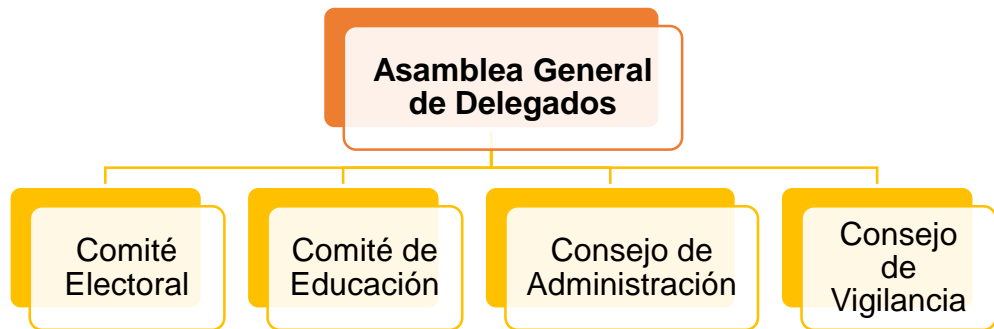 Asamblea General
de Delegados
Comité
Electoral
Comité de
Educación
Consejo de
Administración
Consejo
de
Vigilancia